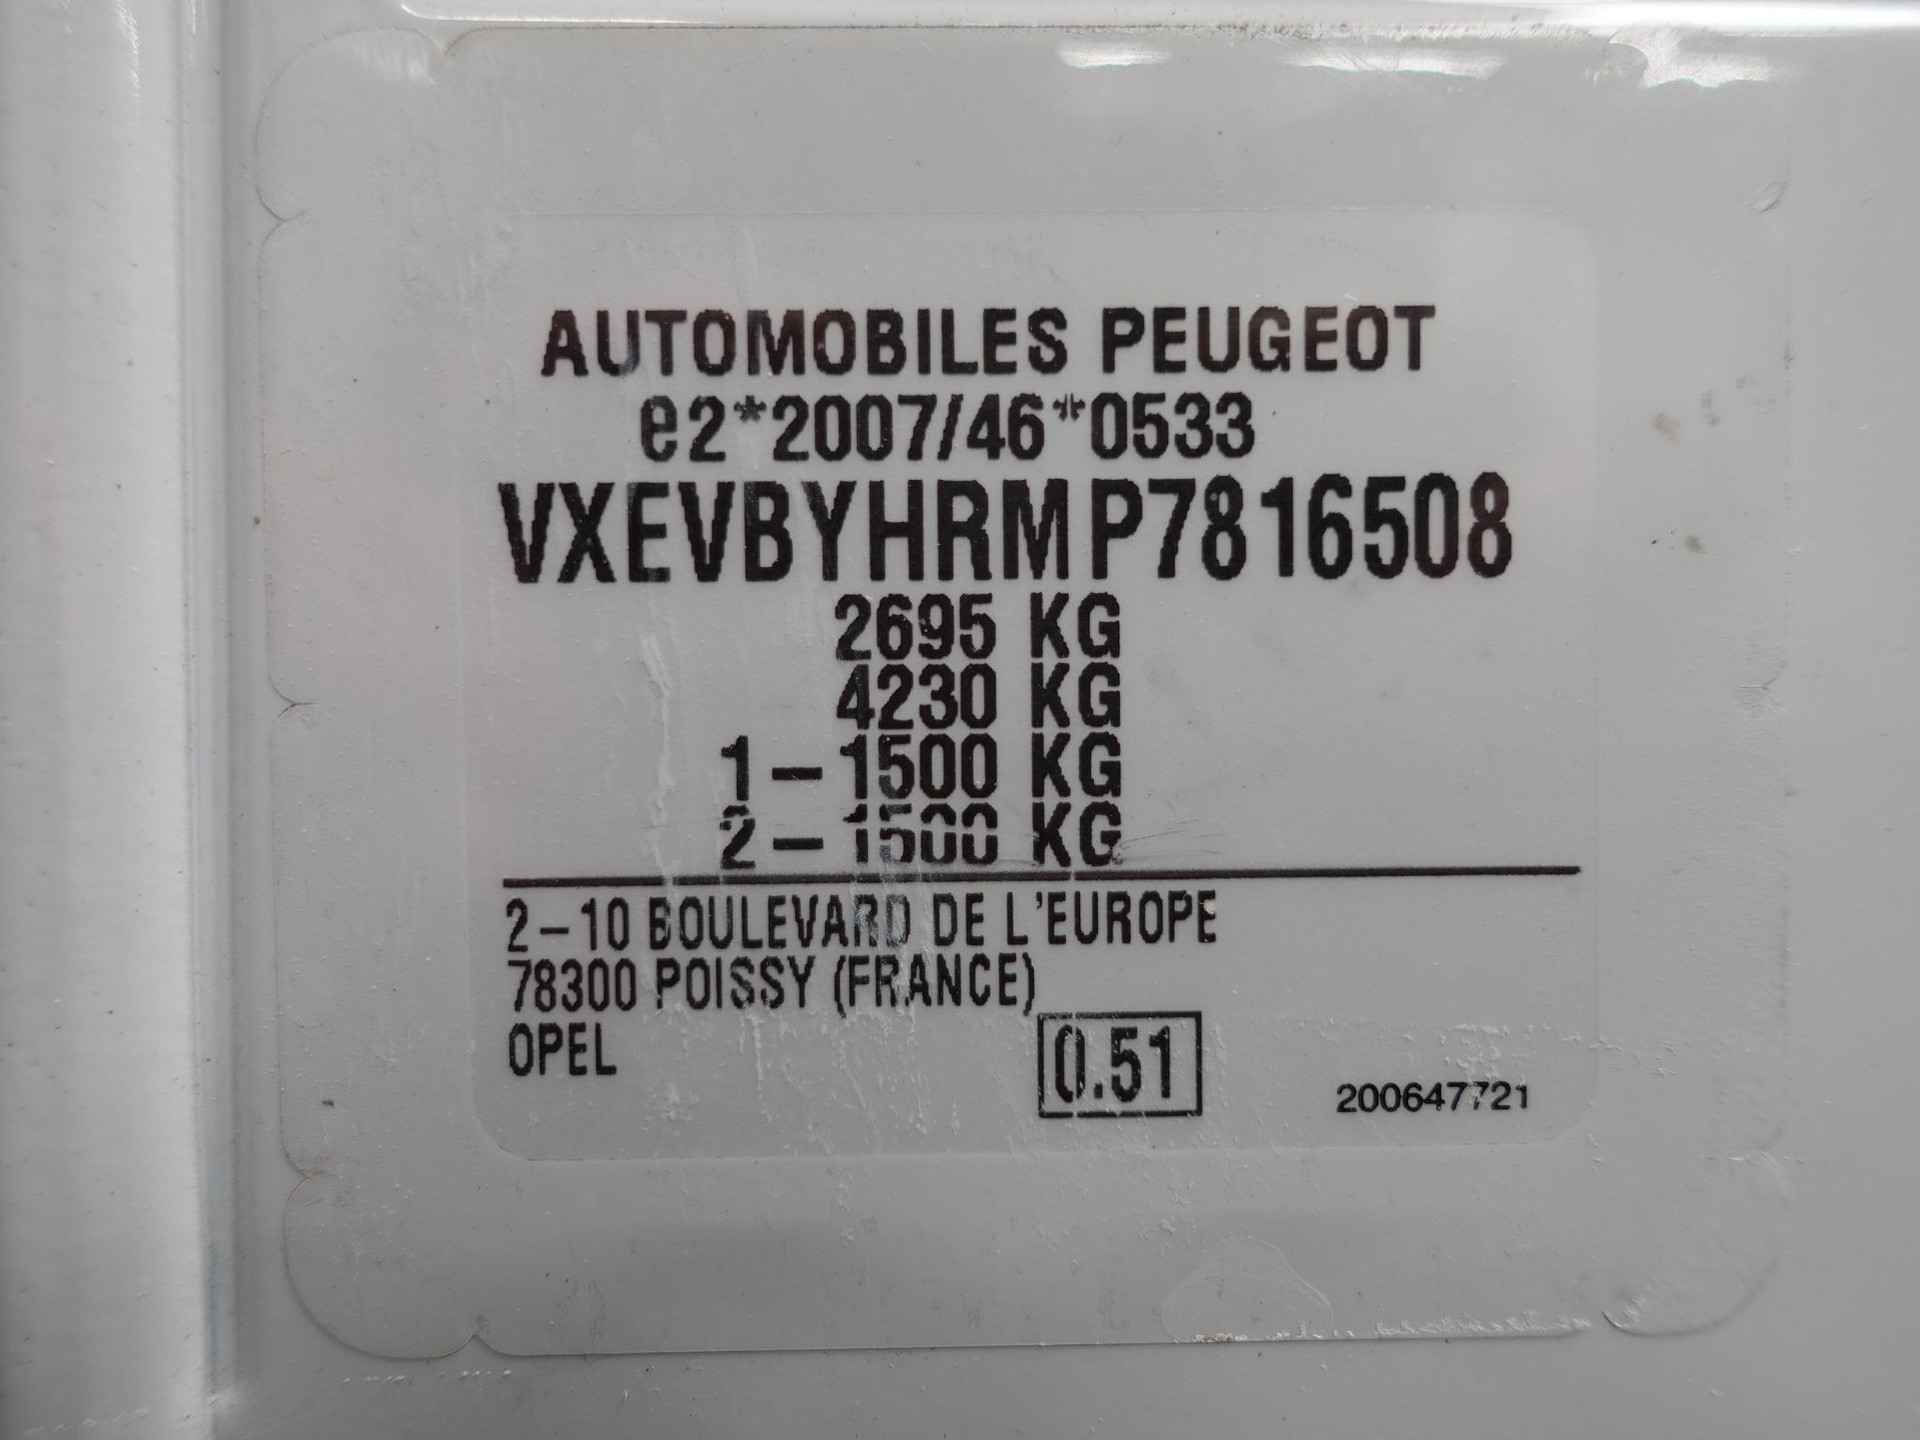 AUTOMOBILES PEUGEOT
e2*2007/46*0533
VXEVBYHRMP7816508
2695 KG
4230 KG
1-1500 KG
2-1500 KG
2-10 BOULEVARD DE L'EUROPE
78300 POISSY (FRANCE)
OPEL
0.51
200647721